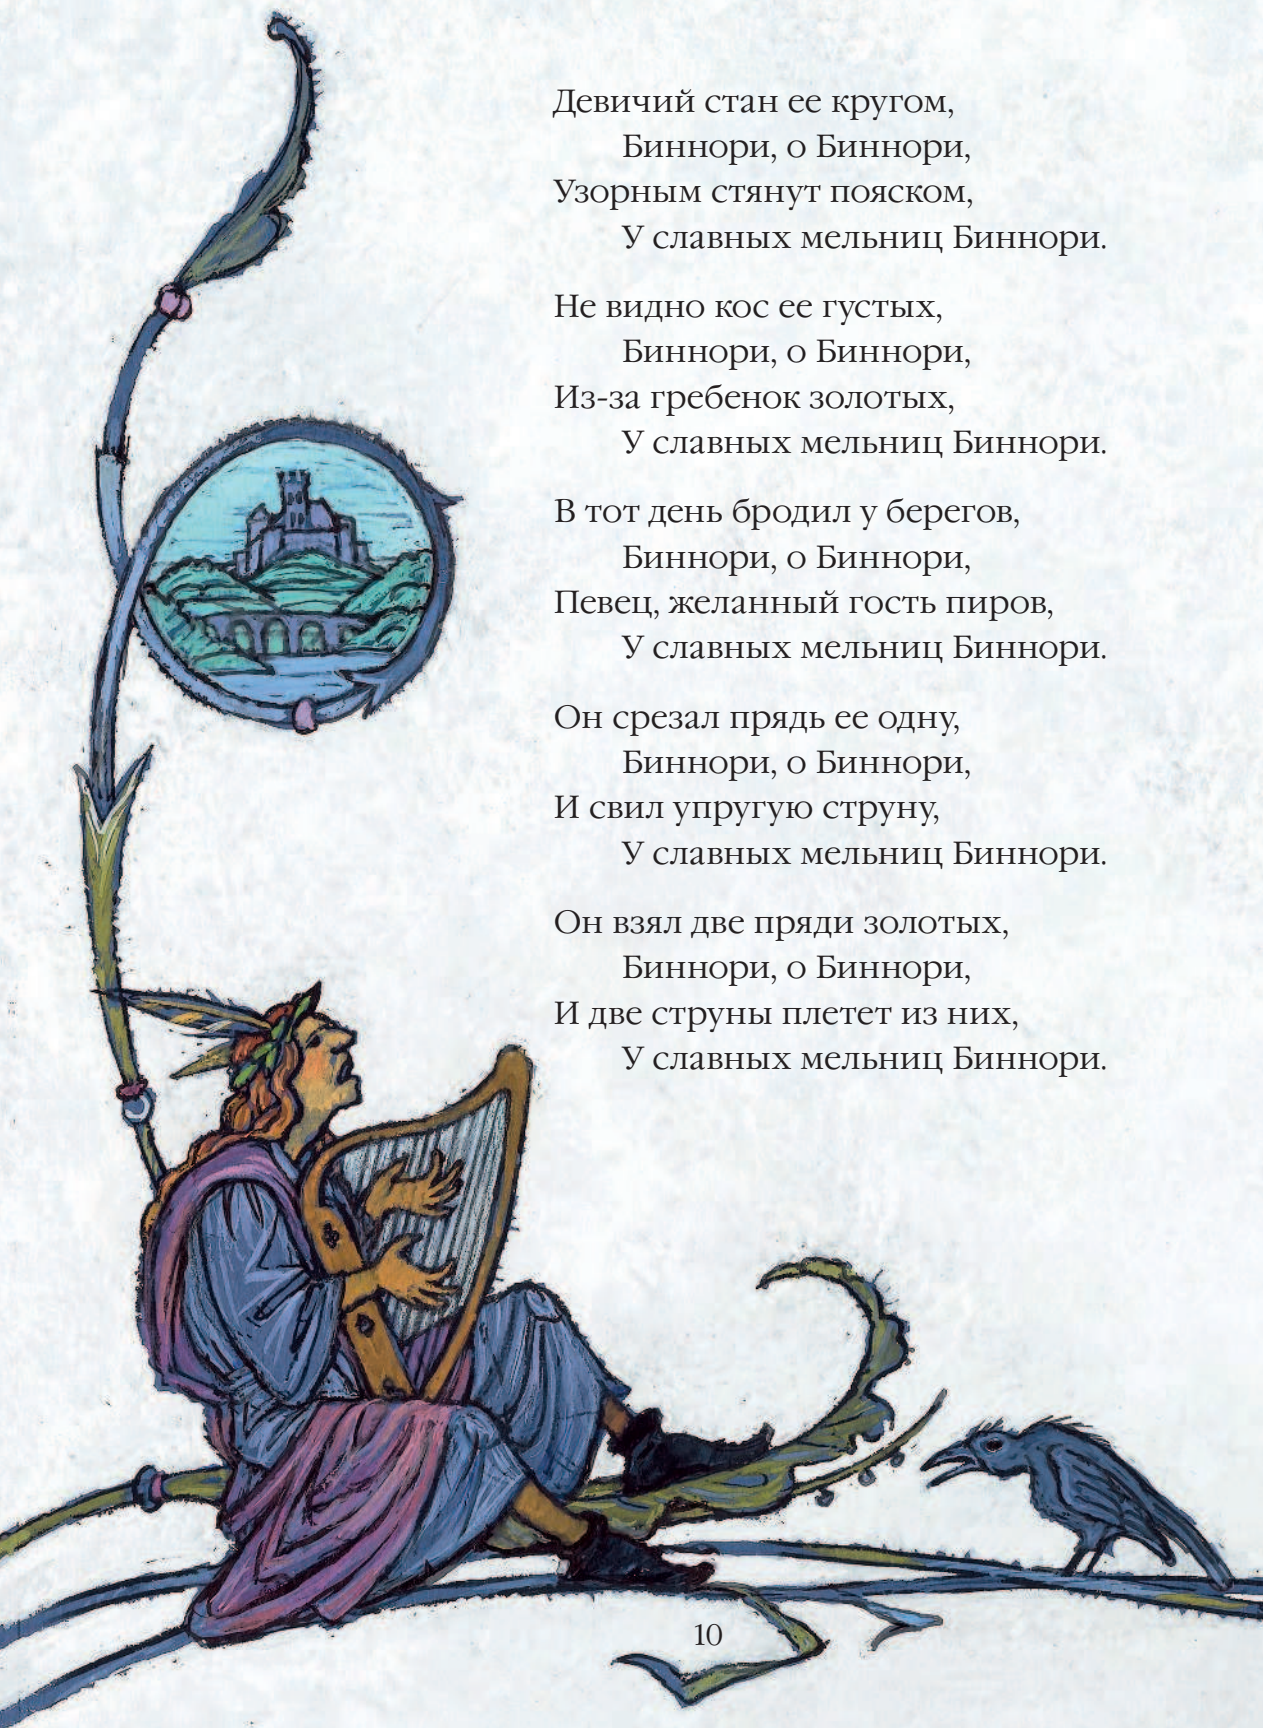 Девичий стан ее кругом,
Биннори, о Биннори,
Узорным стянут пояском,
У славных мельниц Биннори.
Не видно кос ее густых,
Биннори, о Биннори,
Из-за гребенок золотых,
У славных мельниц Биннори.
В тот день бродил у берегов,
Биннори, о Биннори,
Певец, желанный гость пиров,
У славных мельниц Биннори.
Он срезал прядь ее одну,
Биннори, о Биннори,
И свил упругую струну,
У славных мельниц Биннори.
Он взял две пряди золотых,
Биннори, о Биннори,
И две струны плетет из них,
У славных мельниц Биннори.
10